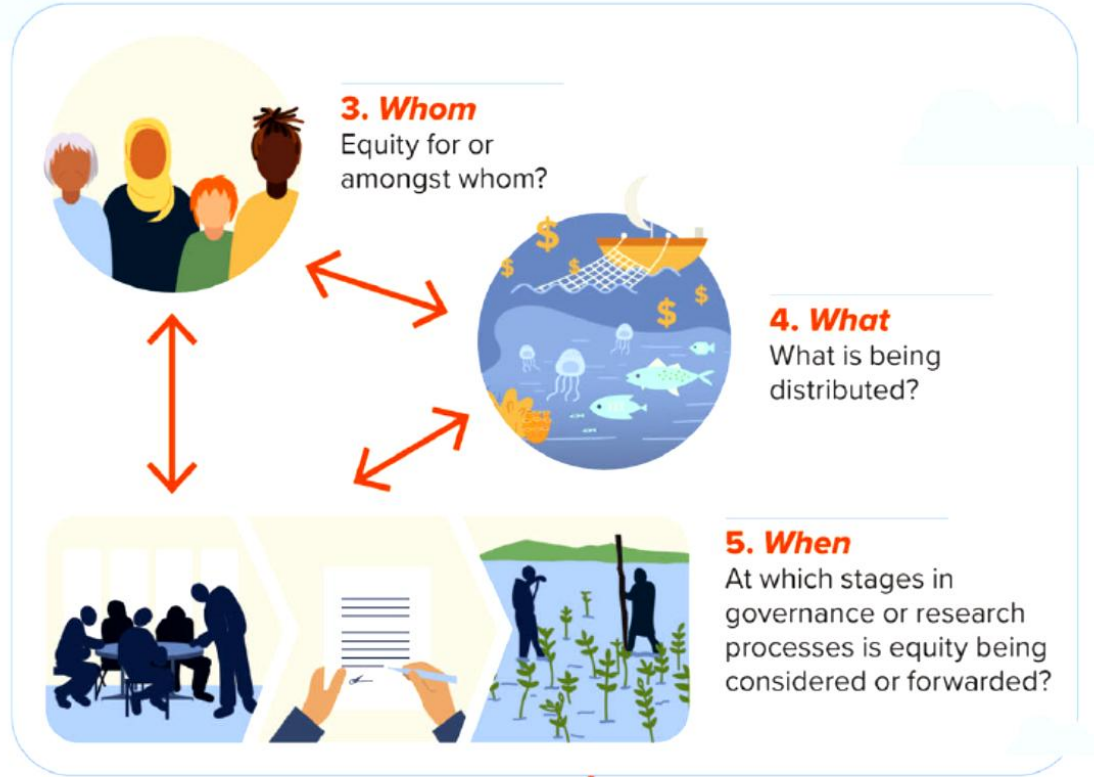 3. Whom
Equity for or
amongst whom?
$
$
$
$
$
4. What
What is being
distributed?
5. When
At which stages in
governance or research
processes is equity being
considered or forwarded?